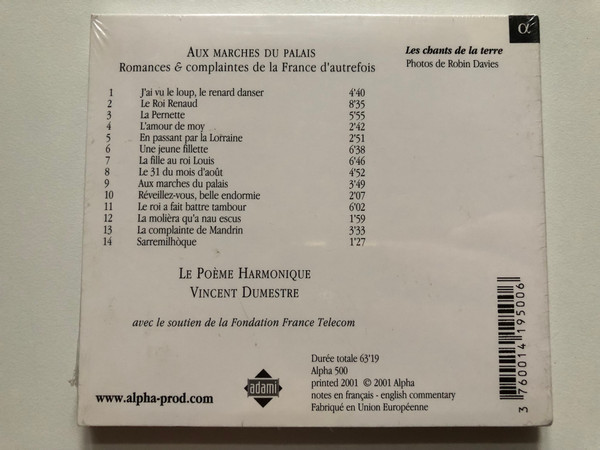 α
AUX MARCHES DU PALAIS
Romances & complaintes de la France d'autrefois
Les chants de la terre
Photos de Robin Davies
1 J'ai vu le loup, le renard danser 4'40
2 Le Roi Renaud 8'35
3 La Pernette 5'55
4 L'amour de moy 2'42
5 En passant par la Lorraine 2'51
6 Une jeune fillette 6'38
7 La fille au roi Louis 6'46
8 Le 31 du mois d'août 4'52
9 Aux marches du palais 3'49
10 Réveillez-vous, belle endormie 2'07
11 Le roi a fait battre tambour 6'02
12 La molièra qu'a nau escus 1'59
13 La complainte de Mandrin 3'33
14 Sarremilhòque 1'27
LE POÈME HARMONIQUE
VINCENT DUMESTRE
avec le soutien de la Fondation France Telecom
www.alpha-prod.com
adami
Durée totale 63'19
Alpha 500
printed 2001 © 2001 Alpha
notes en français - english commentary
Fabriqué en Union Européenne
3 760014 195006